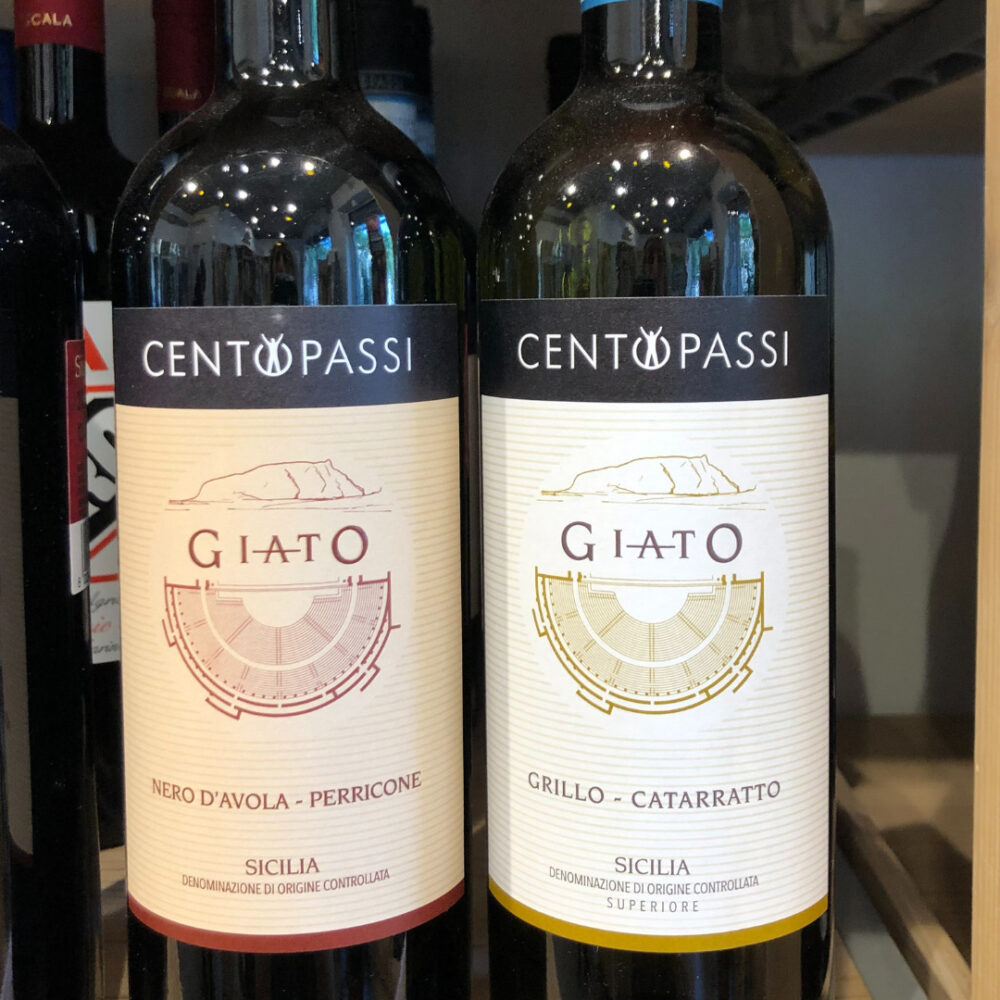 SCALA
CENTOPASSI
GIATO
NERO D'AVOLA - PERRICONE
SICILIA
DENOMINAZIONE DI ORIGINE CONTROLLATA
CENTOPASSI
GIATO
GRILLO - CATARRATTO
SICILIA
DENOMINAZIONE DI ORIGINE CONTROLLATA
SUPERIORE